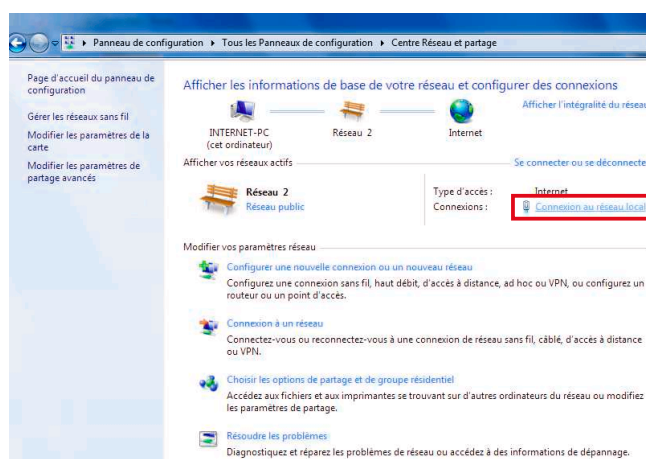 Panneau de configuration ▸ Tous les Panneaux de configuration ▸ Centre Réseau et partage
Page d'accueil du panneau de
configuration
Gérer les réseaux sans fil
Modifier les paramètres de la
carte
Modifier les paramètres de
partage avancés
Afficher les informations de base de votre réseau et configurer des connexions
Afficher l'intégralité du réseau
INTERNET-PC
(cet ordinateur)
Réseau 2
Internet
Afficher vos réseaux actifs
Se connecter ou se déconnecte
Réseau 2
Réseau public
Type d'accès :
Internet
Connexions :
Connexion au réseau local
Modifier vos paramètres réseau
Configurer une nouvelle connexion ou un nouveau réseau
Configurez une connexion sans fil, haut débit, d'accès à distance, ad hoc ou VPN, ou configurez un
routeur ou un point d'accès.
Connexion à un réseau
Connectez-vous ou reconnectez-vous à une connexion de réseau sans fil, câblé, d'accès à distance
ou VPN.
Choisir les options de partage et de groupe résidentiel
Accédez aux fichiers et aux imprimantes se trouvant sur d'autres ordinateurs du réseau ou modifiez
les paramètres de partage.
Résoudre les problèmes
Diagnostiquez et réparez les problèmes de réseau ou accédez à des informations de dépannage.